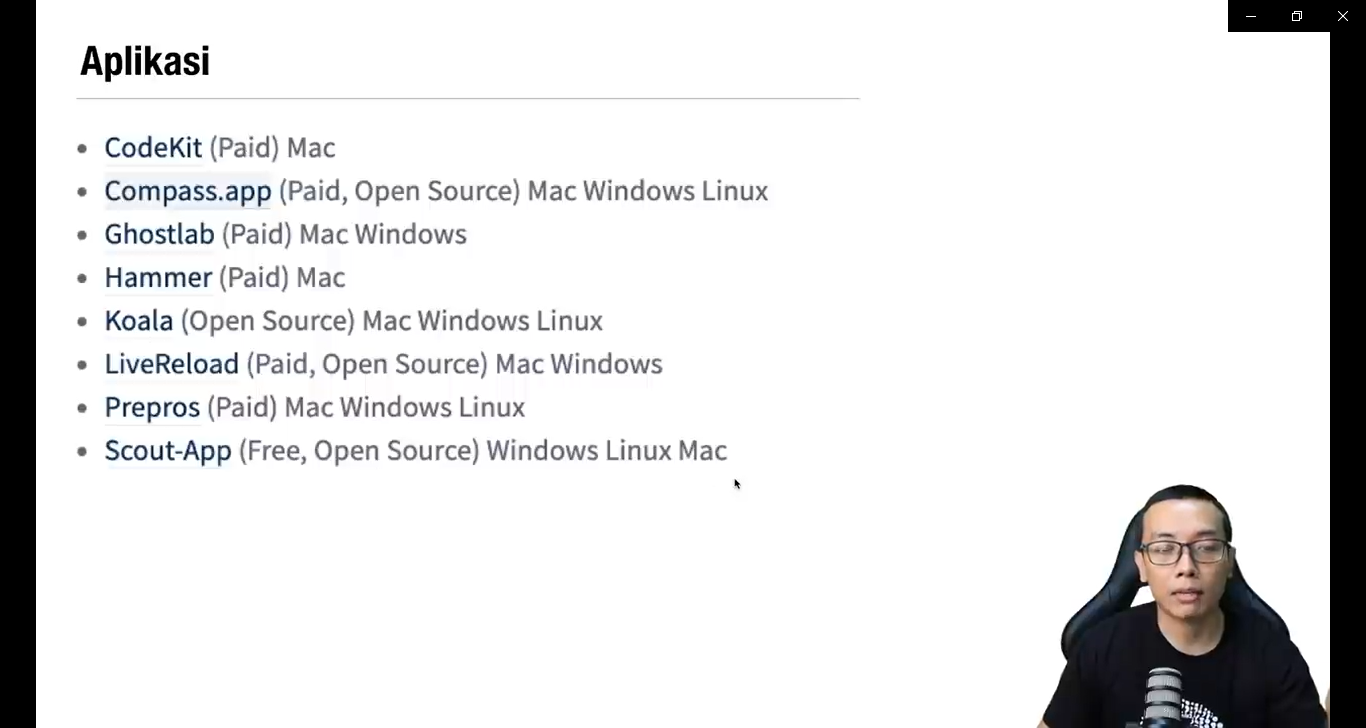 Aplikasi
CodeKit (Paid) Mac
Compass.app (Paid, Open Source) Mac Windows Linux
Ghostlab (Paid) Mac Windows
Hammer (Paid) Mac
Koala (Open Source) Mac Windows Linux
LiveReload (Paid, Open Source) Mac Windows
Prepros (Paid) Mac Windows Linux
Scout-App (Free, Open Source) Windows Linux Mac